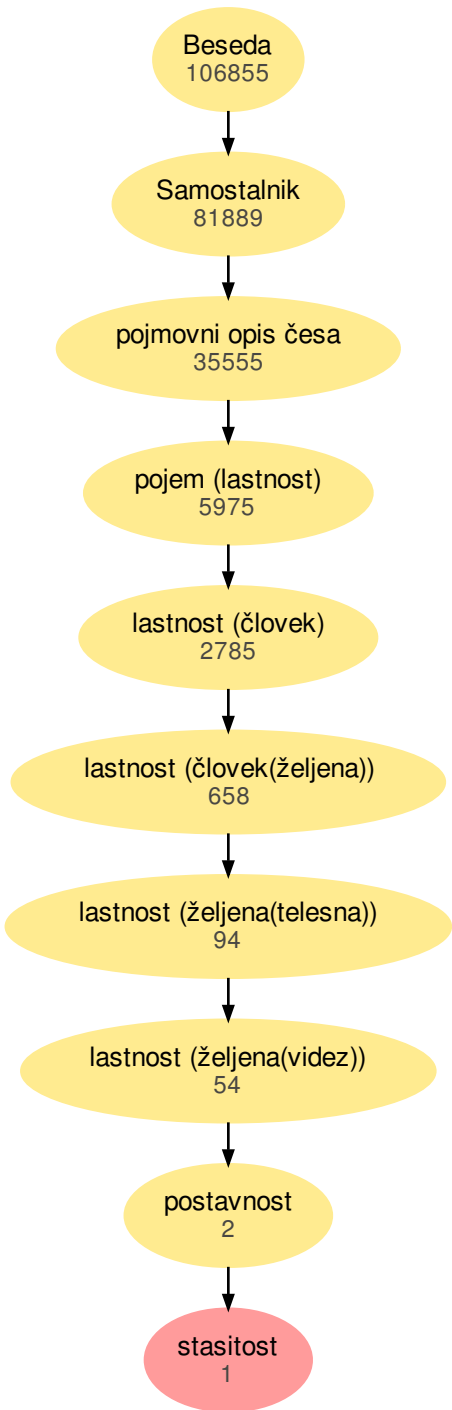 Beseda
106855
Samostalnik
81889
pojmovni opis česa
35555
pojem (lastnost)
5975
lastnost (človek)
2785
lastnost (človek(željena))
658
lastnost (željena(telesna))
94
lastnost (željena(videz))
54
postavnost
2
stasitost
1